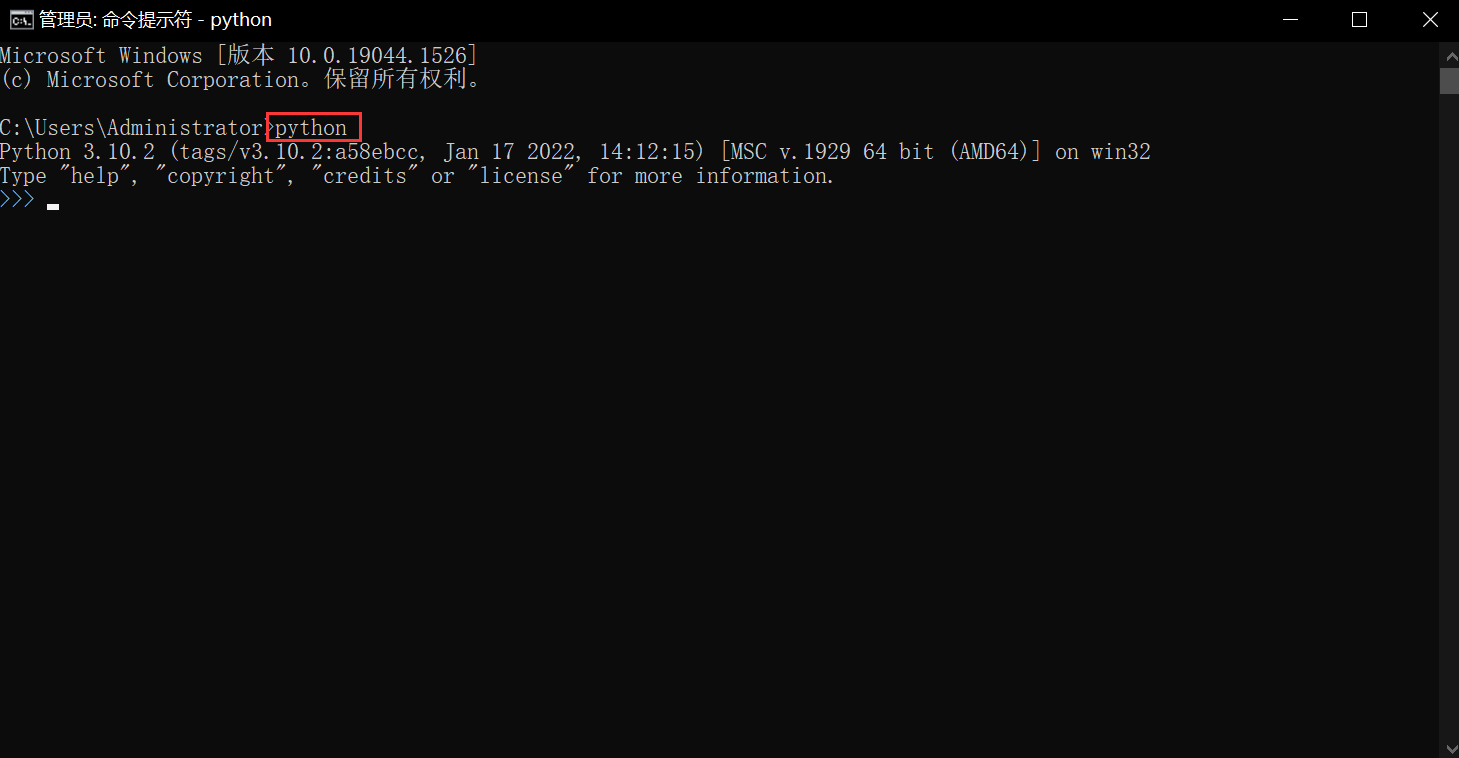 管理员: 命令提示符 - python
Microsoft Windows [版本 10.0.19044.1526]
(c) Microsoft Corporation。保留所有权利。
C:\Users\Administrator>python
Python 3.10.2 (tags/v3.10.2:a58ebcc, Jan 17 2022, 14:12:15) [MSC v.1929 64 bit (AMD64)] on win32
Type "help", "copyright", "credits" or "license" for more information.
>>>